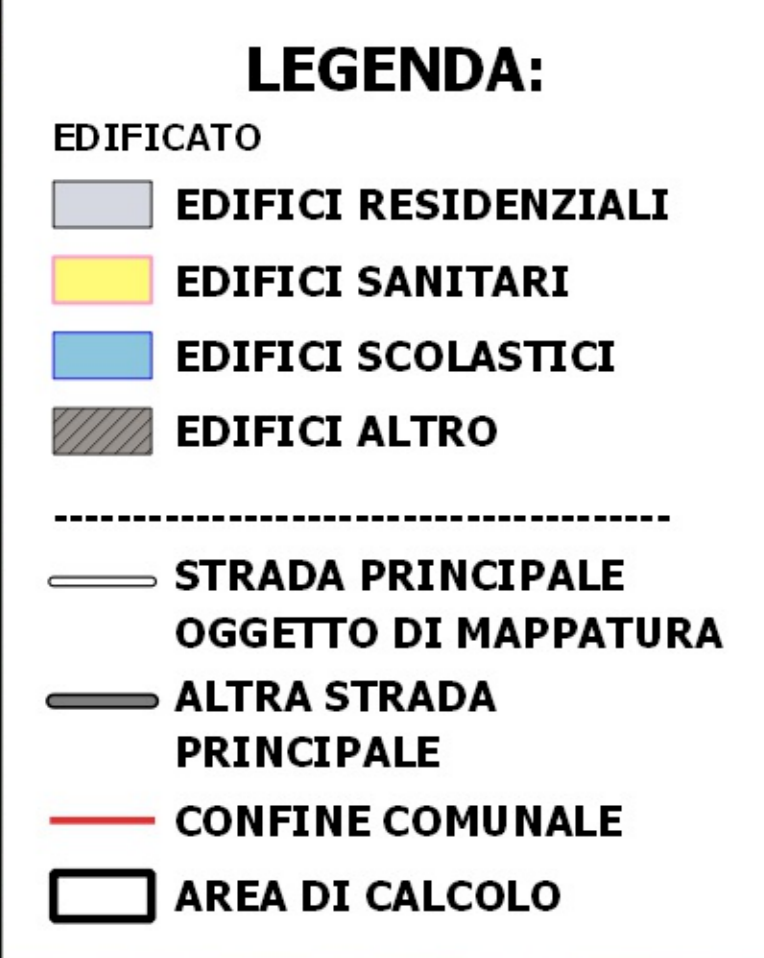 LEGENDA:
EDIFICATO
EDIFICI RESIDENZIALI
EDIFICI SANITARI
EDIFICI SCOLASTICI
EDIFICI ALTRO
---------------------------------------
STRADA PRINCIPALE
OGGETTO DI MAPPATURA
ALTRA STRADA
PRINCIPALE
CONFINE COMUNALE
AREA DI CALCOLO